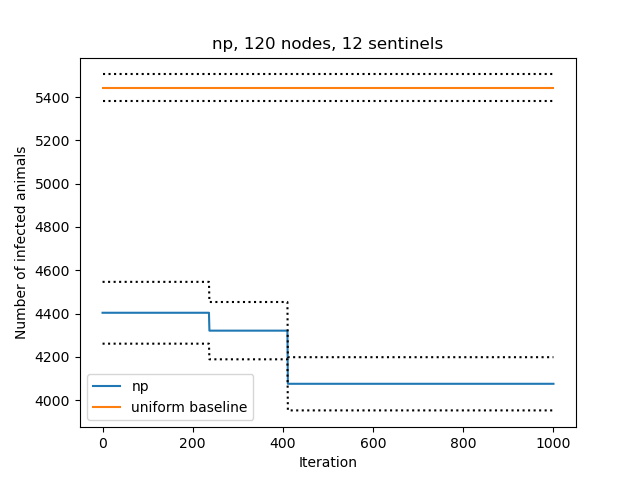 np, 120 nodes, 12 sentinels
Number of infected animals
5400
5200
5000
4800
4600
4400
4200
4000
np
uniform baseline
0 200 400 600 800 1000
Iteration